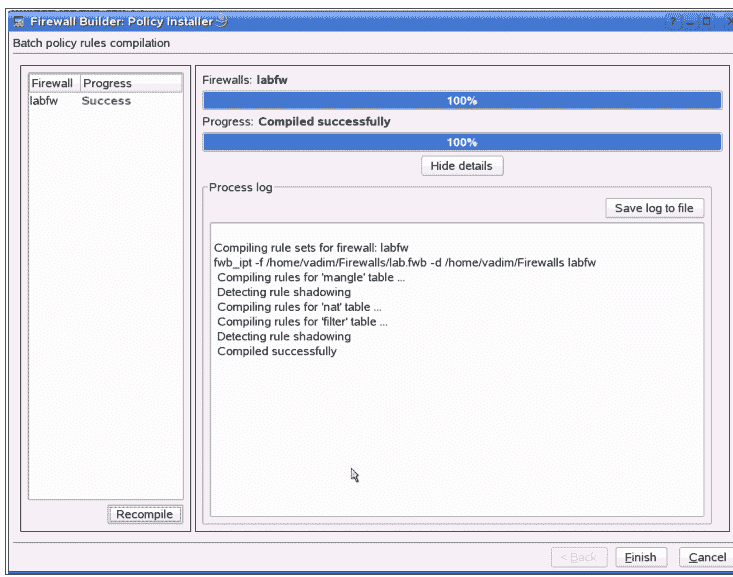 Firewall Builder: Policy Installer
Batch policy rules compilation
Firewall Progress
labfw Success
Recompile
Firewalls: labfw
100%
Progress: Compiled successfully
100%
Hide details
Process log
Save log to file
Compiling rule sets for firewall: labfw
fwb_ipt -f /home/vadim/Firewalls/lab.fwb -d /home/vadim/Firewalls labfw
Compiling rules for 'mangle' table ...
Detecting rule shadowing
Compiling rules for 'nat' table ...
Compiling rules for 'filter' table ...
Detecting rule shadowing
Compiled successfully
< Back Finish Cancel